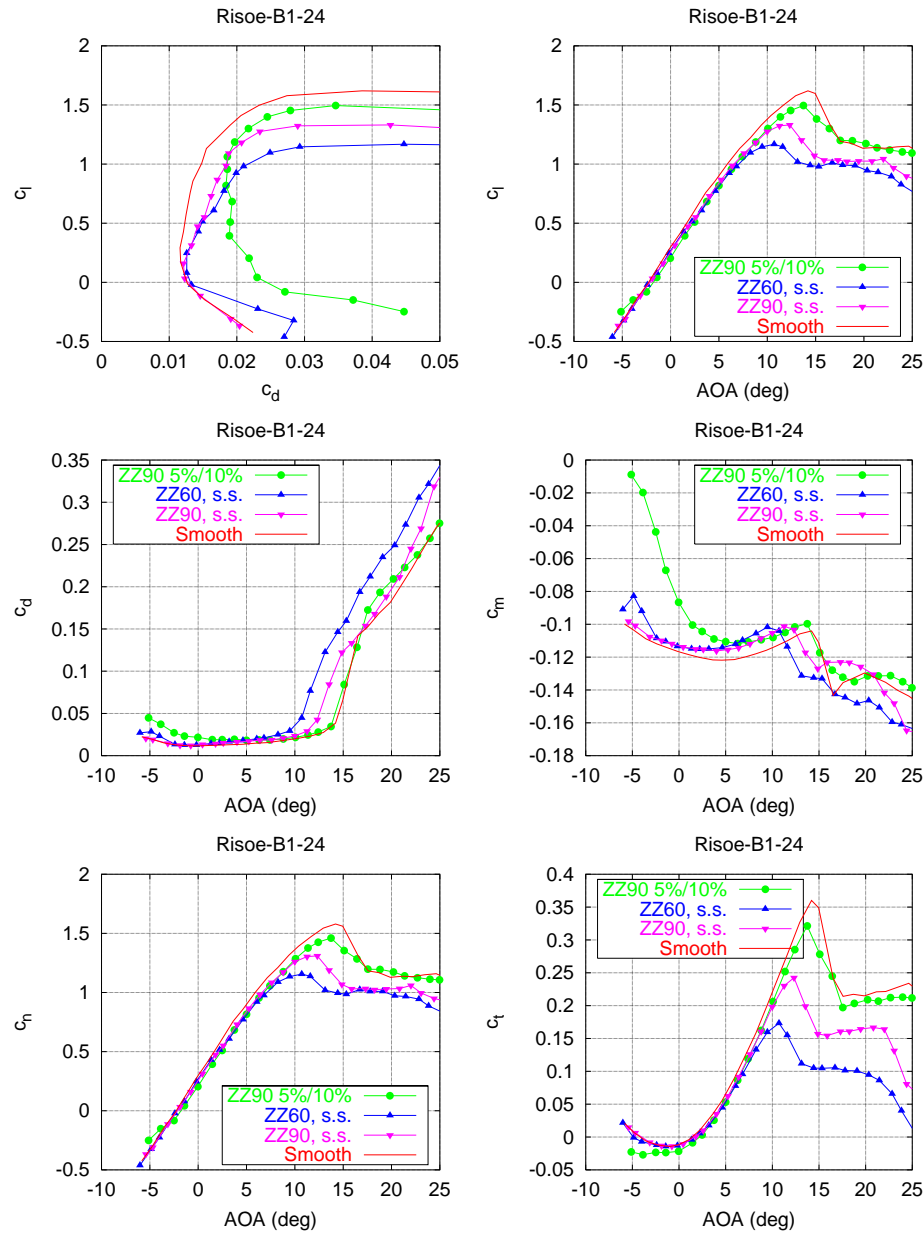 Risoe-B1-24
2
1.5
1
0.5
0
-0.5
0 0.01 0.02 0.03 0.04 0.05
c_l
c_d
Risoe-B1-24
2
1.5
1
0.5
0
-0.5
-10 -5 0 5 10 15 20 25
c_l
AOA (deg)
ZZ90 5%/10%
ZZ60, s.s.
ZZ90, s.s.
Smooth
Risoe-B1-24
0.35
0.3
0.25
0.2
0.15
0.1
0.05
0
-10 -5 0 5 10 15 20 25
c_d
AOA (deg)
ZZ90 5%/10%
ZZ60, s.s.
ZZ90, s.s.
Smooth
Risoe-B1-24
0
-0.02
-0.04
-0.06
-0.08
-0.1
-0.12
-0.14
-0.16
-0.18
-10 -5 0 5 10 15 20 25
c_m
AOA (deg)
ZZ90 5%/10%
ZZ60, s.s.
ZZ90, s.s.
Smooth
Risoe-B1-24
2
1.5
1
0.5
0
-0.5
-10 -5 0 5 10 15 20 25
c_n
AOA (deg)
ZZ90 5%/10%
ZZ60, s.s.
ZZ90, s.s.
Smooth
Risoe-B1-24
0.4
0.35
0.3
0.25
0.2
0.15
0.1
0.05
0
-0.05
-10 -5 0 5 10 15 20 25
c_t
AOA (deg)
ZZ90 5%/10%
ZZ60, s.s.
ZZ90, s.s.
Smooth